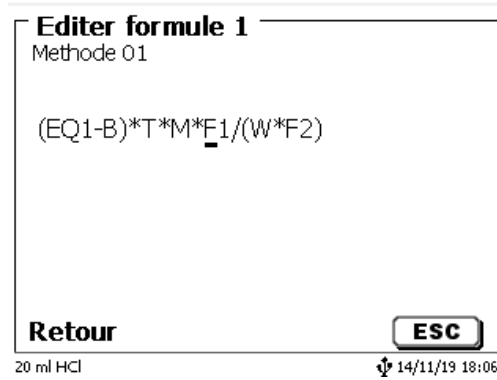 Editer formule 1
Methode 01
(EQ1-B)*T*M*F1/(W*F2)
Retour
ESC
20 ml HCl
14/11/19 18:06